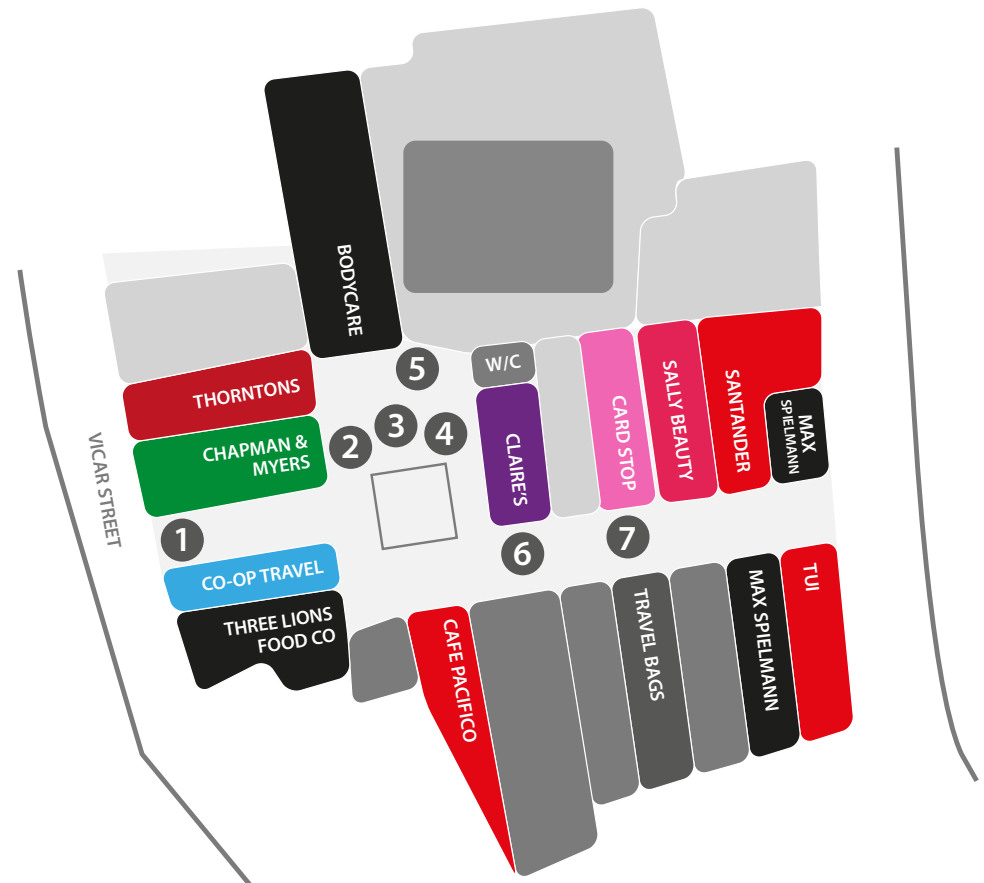 BODYCARE
THORNTONS
CHAPMAN &
MYERS
VICAR STREET
1
2
3
4
5
W/C
CLAIRE'S
CARD STOP
SALLY BEAUTY
SANTANDER
MAX
SPIELMANN
6
7
CO-OP TRAVEL
THREE LIONS
FOOD CO
CAFE PACIFICO
TRAVEL BAGS
MAX SPIELMANN
TUI